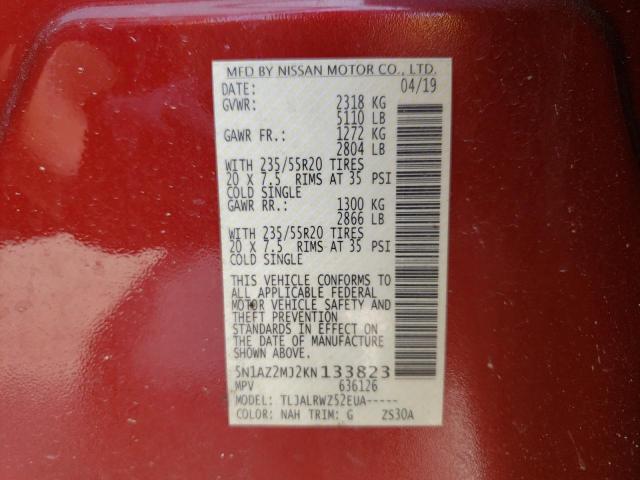 MFD BY NISSAN MOTOR CO., LTD.
DATE: 04/19
GVWR: 2318 KG
5110 LB
GAWR FR.: 1272 KG
2804 LB
WITH 235/55R20 TIRES
20 X 7.5 RIMS AT 35 PSI
COLD SINGLE
GAWR RR.: 1300 KG
2866 LB
WITH 235/55R20 TIRES
20 X 7.5 RIMS AT 35 PSI
COLD SINGLE
THIS VEHICLE CONFORMS TO
ALL APPLICABLE FEDERAL
MOTOR VEHICLE SAFETY AND
THEFT PREVENTION
STANDARDS IN EFFECT ON
THE DATE OF MANUFACTURE
SHOWN ABOVE.
5N1AZ2MJ2KN133823
MPV 636126
MODEL: TLJALRWZ52EUA-----
COLOR: NAH TRIM: G ZS30A